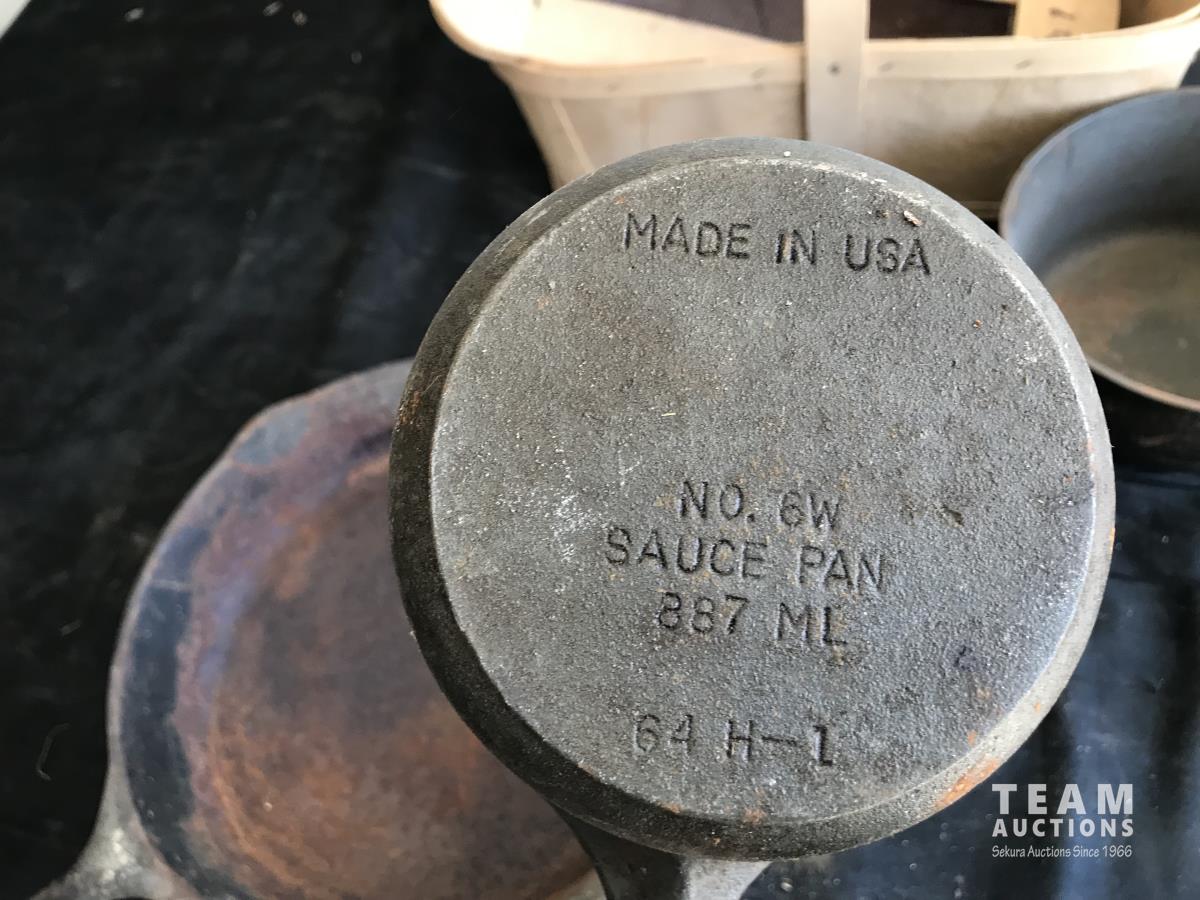 MADE IN USA
NO. 6W
SAUCE PAN
887 ML
64 H-1
TEAM
AUCTIONS
Sekura Auctions Since 1966